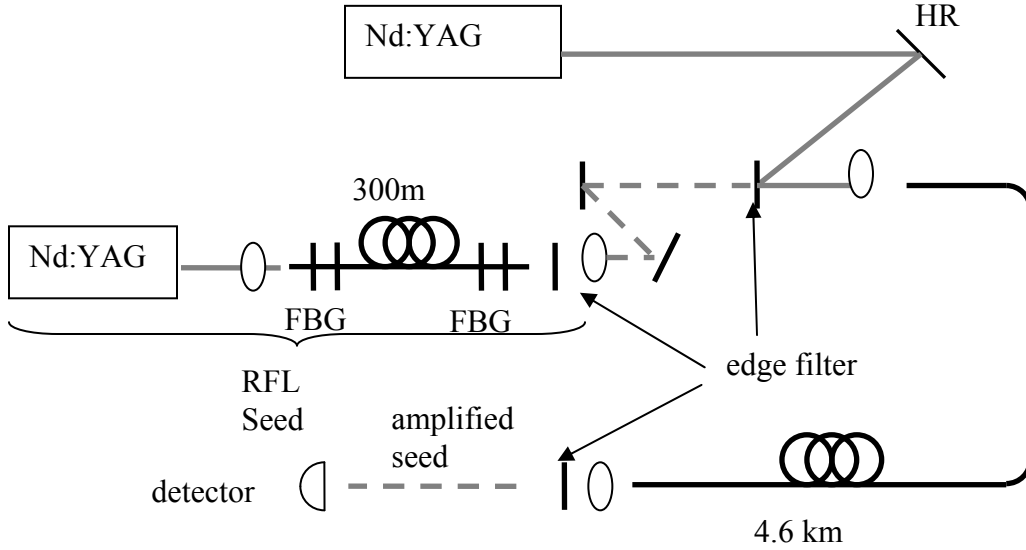 HR
Nd:YAG
300m
Nd:YAG
FBG
FBG
edge filter
RFL
Seed
amplified
seed
detector
4.6 km